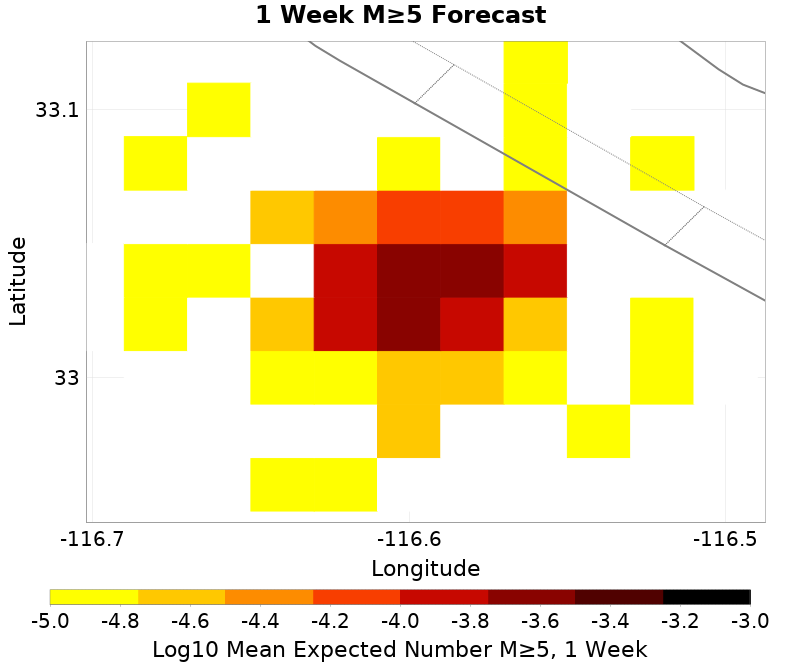 1 Week M≥5 Forecast
33.1
33
Latitude
-116.7 -116.6 -116.5
Longitude
-5.0 -4.8 -4.6 -4.4 -4.2 -4.0 -3.8 -3.6 -3.4 -3.2 -3.0
Log10 Mean Expected Number M≥5, 1 Week